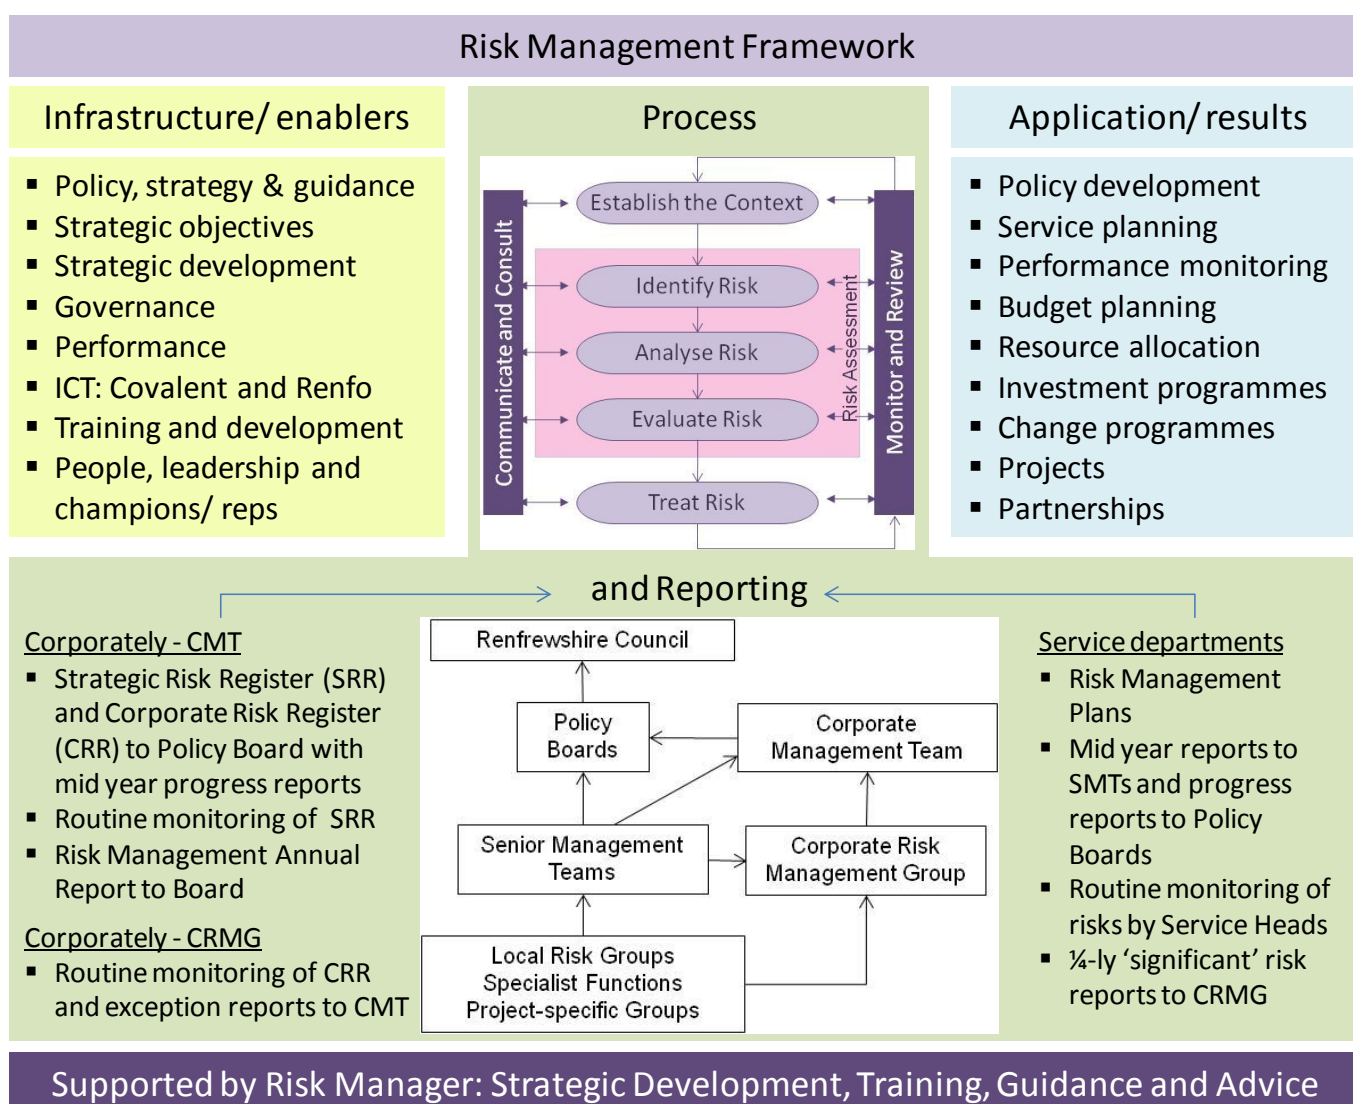 Risk Management Framework
Infrastructure/ enablers
▪ Policy, strategy & guidance
▪ Strategic objectives
▪ Strategic development
▪ Governance
▪ Performance
▪ ICT: Covalent and Renfo
▪ Training and development
▪ People, leadership and
champions/ reps
Process
Communicate and Consult
Establish the Context
Identify Risk
Analyse Risk
Evaluate Risk
Treat Risk
Risk Assessment
Monitor and Review
Application/ results
▪ Policy development
▪ Service planning
▪ Performance monitoring
▪ Budget planning
▪ Resource allocation
▪ Investment programmes
▪ Change programmes
▪ Projects
▪ Partnerships
and Reporting
Corporately - CMT
▪ Strategic Risk Register (SRR)
and Corporate Risk Register
(CRR) to Policy Board with
mid year progress reports
▪ Routine monitoring of SRR
▪ Risk Management Annual
Report to Board
Corporately - CRMG
▪ Routine monitoring of CRR
and exception reports to CMT
Renfrewshire Council
Policy
Boards
Corporate
Management Team
Senior Management
Teams
Corporate Risk
Management Group
Local Risk Groups
Specialist Functions
Project-specific Groups
Service departments
▪ Risk Management
Plans
▪ Mid year reports to
SMTs and progress
reports to Policy
Boards
▪ Routine monitoring of
risks by Service Heads
▪ ¼-ly ‘significant’ risk
reports to CRMG
Supported by Risk Manager: Strategic Development, Training, Guidance and Advice